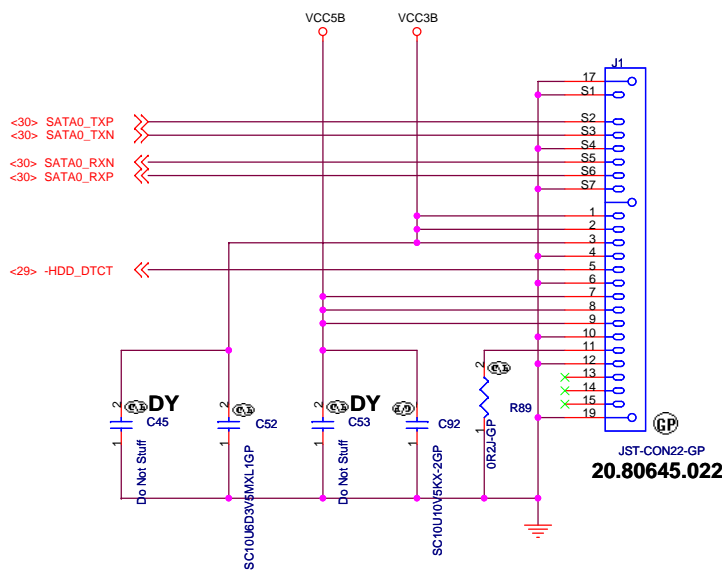 VCC5B
VCC3B
J1
17
S1
<30> SATA0_TXP
S2
<30> SATA0_TXN
S3
S4
<30> SATA0_RXN
S5
<30> SATA0_RXP
S6
S7
1
2
3
4
<29> -HDD_DTCT
5
6
7
8
9
10
11
12
13
14
15
19
2
DY
C45
1
Do Not Stuff
2
C52
1
SC10U6D3V5MXL1GP
2
DY
C53
1
Do Not Stuff
2
C92
1
SC10U10V5KX-2GP
2
R89
1
0R2J-GP
GP
JST-CON22-GP
20.80645.022